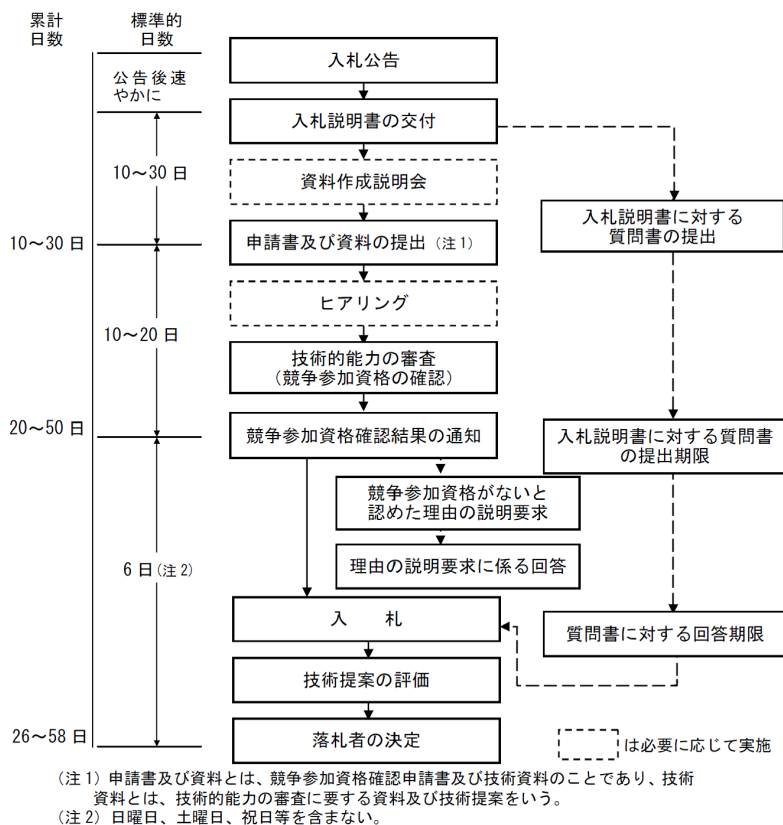 累計
日数
標準的
日数
入札公告
公告後速
やかに
入札説明書の交付
10～30 日
資料作成説明会
入札説明書に対する
質問書の提出
10～30 日
申請書及び資料の提出（注1）
ヒアリング
10～20 日
技術的能力の審査
（競争参加資格の確認）
20～50 日
競争参加資格確認結果の通知
入札説明書に対する質問書
の提出期限
競争参加資格がないと
認めた理由の説明要求
6 日（注2）
理由の説明要求に係る回答
入　札
質問書に対する回答期限
技術提案の評価
26～58 日
落札者の決定
は必要に応じて実施
（注1）申請書及び資料とは、競争参加資格確認申請書及び技術資料のことであり、技術
資料とは、技術的能力の審査に要する資料及び技術提案をいう。
（注2）日曜日、土曜日、祝日等を含まない。